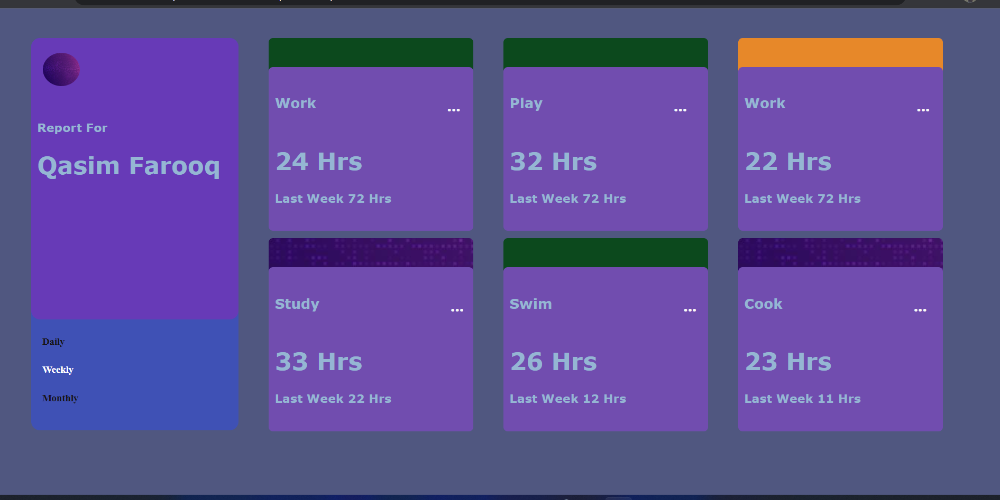 Report For
Qasim Farooq
Daily
Weekly
Monthly
Work ...
24 Hrs
Last Week 72 Hrs
Play ...
32 Hrs
Last Week 72 Hrs
Work ...
22 Hrs
Last Week 72 Hrs
Study ...
33 Hrs
Last Week 22 Hrs
Swim ...
26 Hrs
Last Week 12 Hrs
Cook ...
23 Hrs
Last Week 11 Hrs